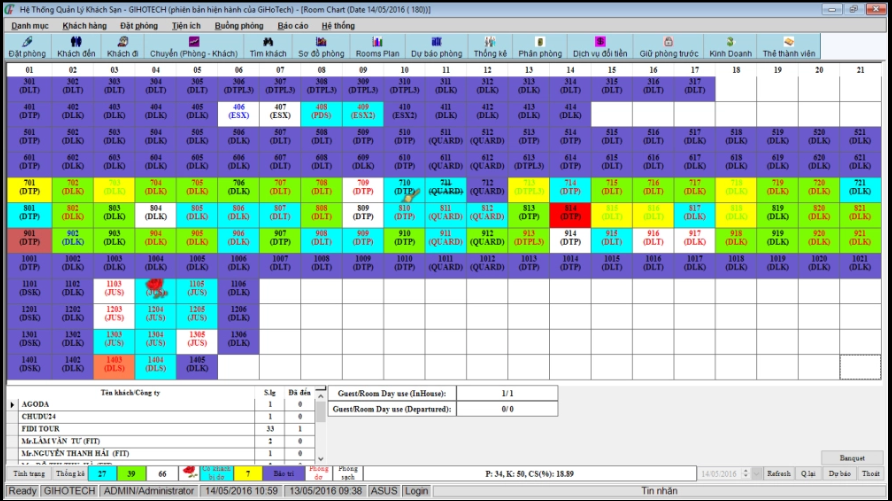 Hệ Thống Quản Lý Khách Sạn - GIHOTECH (phiên bản hiện hành của GiHoTech) - [Room Chart (Date 14/05/2016 ( 180))]
Danh mục Khách hàng Đặt phòng Tiện ích Buồng phòng Báo cáo Hệ thống
Đặt phòng Khách đến Khách đi Chuyển (Phòng - Khách) Tìm khách Sơ đồ phòng Rooms Plan Dự báo phòng Thống kê Phân phòng Dịch vụ đổi tiền Giữ phòng trước Kinh Doanh Thẻ thành viên
01 02 03 04 05 06 07 08 09 10 11 12 13 14 15 16 17 18 19 20 21
301 302 303 304 305 306 307 308 309 310 311 312 313 314 315 316 317
(DLT) (DLT) (DLT) (DLT) (DLT) (DTPL3) (DTPL3) (DTPL3) (DTPL3) (DTPL3) (DLK) (DLK) (DLK) (DLT) (DLT) (DLT) (DLT)
401 402 403 404 405 406 407 408 409 410 411 412 413 414
(DTP) (DLK) (DLK) (DLK) (DLK) (ESX) (ESX) (PDS) (ESX2) (ESX2) (DLK) (DLK) (DLK) (DLK)
501 502 503 504 505 506 507 508 509 510 511 512 513 514 515 516 517 518 519 520 521
(DTP) (DLK) (DLK) (DLK) (DLK) (DLK) (DLT) (DLT) (DTP) (DTP) (QUARD) (QUARD) (DTP) (DTP) (DLT) (DLT) (DLK) (DLK) (DLK) (DLK) (DLK)
601 602 603 604 605 606 607 608 609 610 611 612 613 614 615 616 617 618 619 620 621
(DTP) (DLK) (DLK) (DLK) (DLK) (DLK) (DLT) (DLT) (DTP) (DTP) (QUARD) (QUARD) (DTPL3) (DTP) (DLT) (DLT) (DLK) (DLK) (DLK) (DLK) (DLK)
701 702 703 704 705 706 707 708 709 710 711 712 713 714 715 716 717 718 719 720 721
(DTP) (DLK) (DLK) (DLK) (DLK) (DLK) (DLT) (DLT) (DTP) (DTP) (QUARD) (QUARD) (DTPL3) (DTP) (DLT) (DLT) (DLK) (DLK) (DLK) (DLK) (DLK)
801 802 803 804 805 806 807 808 809 810 811 812 813 814 815 816 817 818 819 820 821
(DTP) (DLK) (DLK) (DLK) (DLK) (DLK) (DLT) (DLT) (DTP) (DTP) (QUARD) (QUARD) (DTP) (DTP) (DLT) (DLT) (DLK) (DLK) (DLK) (DLK) (DLK)
901 902 903 904 905 906 907 908 909 910 911 912 913 914 915 916 917 918 919 920 921
(DTP) (DLK) (DLK) (DLK) (DLK) (DLK) (DTP) (DLT) (DTP) (DTP) (QUARD) (QUARD) (DTPL3) (DTP) (DLT) (DLT) (DLK) (DLK) (DLK) (DLK) (DLK)
1001 1002 1003 1004 1005 1006 1007 1008 1009 1010 1011 1012 1013 1014 1015 1016 1017 1018 1019 1020 1021
(DTP) (DLK) (DLK) (DLK) (DLK) (DLK) (DLT) (DLT) (DTP) (DTP) (QUARD) (QUARD) (DTP) (DTP) (DLT) (DLT) (DLK) (DLK) (DLK) (DLK) (DLK)
1101 1102 1103 1105 1106
(DSK) (DLK) (JUS) (JUS) (DLK)
1201 1202 1203 1204 1205 1206
(DSK) (DLK) (JUS) (JUS) (JUS) (DLK)
1301 1302 1303 1304 1305 1306
(DSK) (DLK) (JUS) (JUS) (JUS) (DLK)
1401 1402 1403 1404 1405
(DSK) (DLK) (DLS) (DLS) (DLK)
Tên khách/Công ty S.lg Đã đến
AGODA 1 0
CHUDU24 1 0
FIDI TOUR 33 1
Mr.LÂM VĂN TƯ (FIT) 2 0
Mr.NGUYỄN THANH HẢI (FIT) 1 0
Guest/Room Day use (InHouse): 1/ 1
Guest/Room Day use (Departured): 0/ 0
Banquet
Tình trạng Thống kê 27 39 66 Có khách bị dơ 7 Bảo trì Phòng dơ Phòng sạch P: 34, K: 50, CS(%): 18.89 14/05/2016 Refresh Q.lại Dự báo Thoát
Ready GIHOTECH ADMIN/Administrator 14/05/2016 10:59 13/05/2016 09:38 ASUS Login Tin nhắn